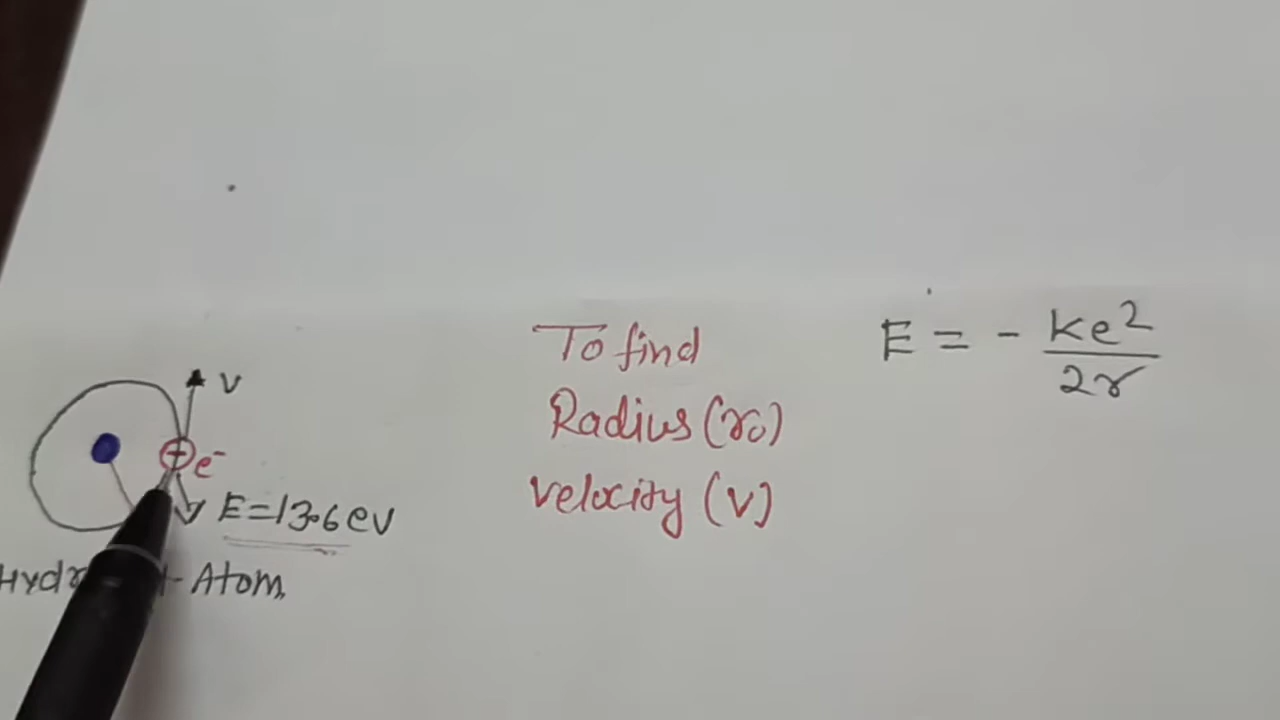 V
e⁻
E=13.6eV
Atom
To find
Radius (r₀)
Velocity (V)
E = - ke²/2r